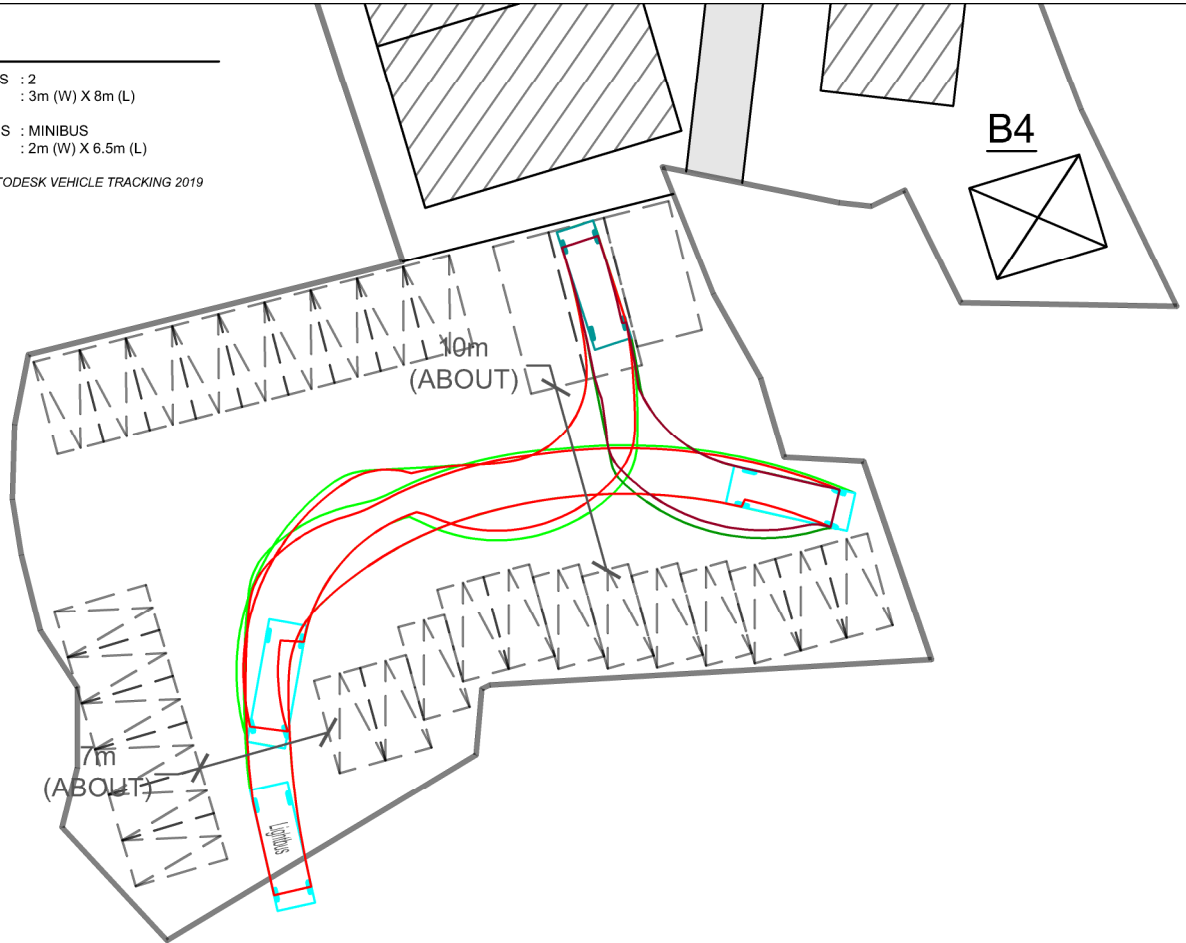 S : 2
: 3m (W) X 8m (L)
S : MINIBUS
: 2m (W) X 6.5m (L)
TODESK VEHICLE TRACKING 2019
B4
10m
(ABOUT)
7m
(ABOUT)
Lightbus